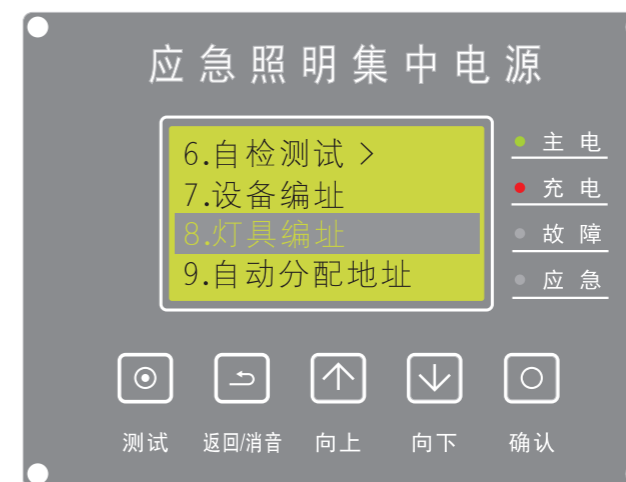 应急照明集中电源
6.自检测试 >
7.设备编址
8.灯具编址
9.自动分配地址
主电
充电
故障
应急
测试 返回/消音 向上 向下 确认